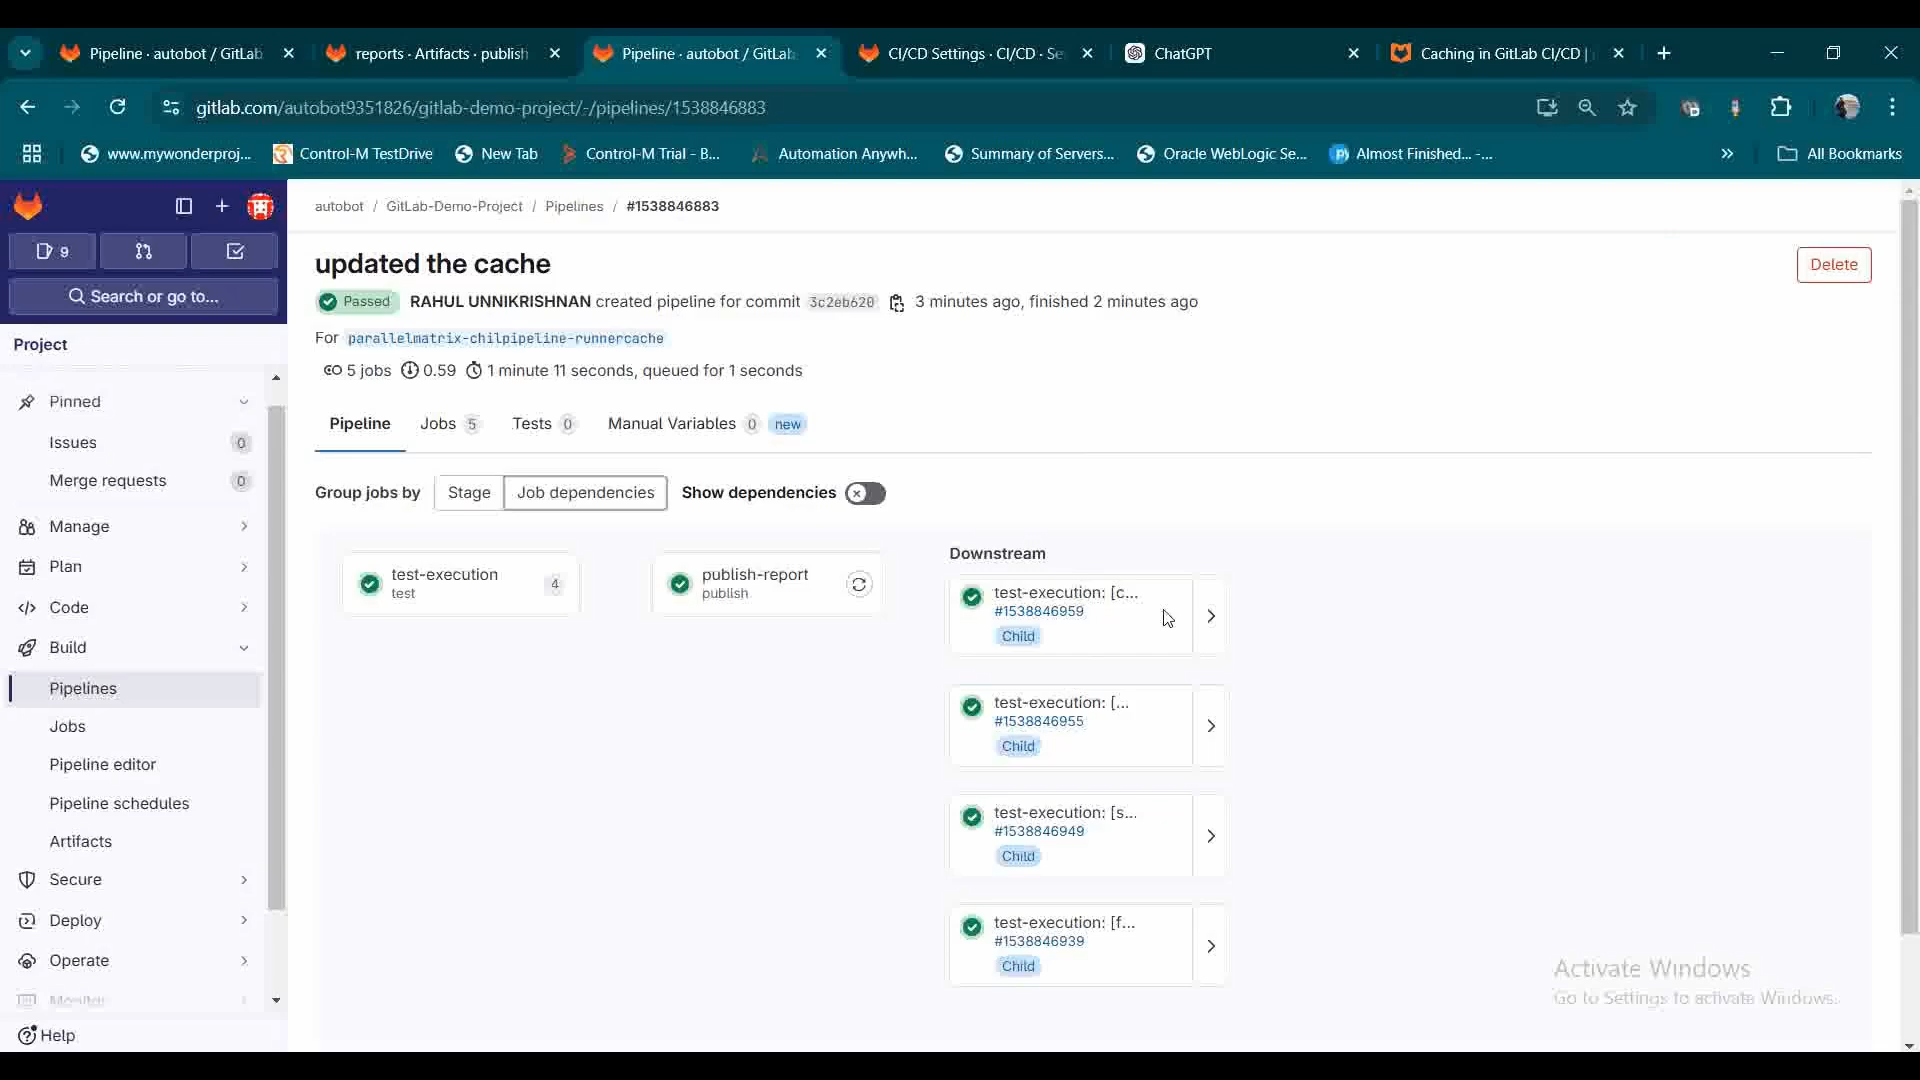 Pipeline · autobot / GitLab
reports · Artifacts · publish
Pipeline · autobot / GitLab
CI/CD Settings · CI/CD · Se
ChatGPT
Caching in GitLab CI/CD |
gitlab.com/autobot9351826/gitlab-demo-project/-/pipelines/1538846883
www.mywonderproj...
Control-M TestDrive
New Tab
Control-M Trial - B...
Automation Anywh...
Summary of Servers...
Oracle WebLogic Se...
Almost Finished... -...
All Bookmarks
9
Search or go to...
Project
Pinned
Issues 0
Merge requests 0
Manage
Plan
Code
Build
Pipelines
Jobs
Pipeline editor
Pipeline schedules
Artifacts
Secure
Deploy
Operate
Monitor
Help
autobot / GitLab-Demo-Project / Pipelines / #1538846883
updated the cache
Delete
Passed RAHUL UNNIKRISHNAN created pipeline for commit 3c2eb620 3 minutes ago, finished 2 minutes ago
For parallelmatrix-chilpipeline-runnercache
5 jobs 0.59 1 minute 11 seconds, queued for 1 seconds
Pipeline Jobs 5 Tests 0 Manual Variables 0 new
Group jobs by Stage Job dependencies Show dependencies
test-execution 4
test
publish-report
publish
Downstream
test-execution: [c...
#1538846959
Child
test-execution: [...
#1538846955
Child
test-execution: [s...
#1538846949
Child
test-execution: [f...
#1538846939
Child
Activate Windows
Go to Settings to activate Windows.